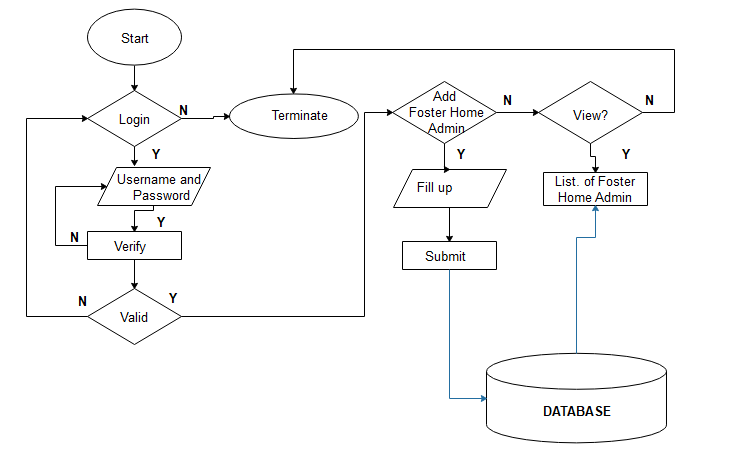 Start
Login
N
Terminate
Y
Username and
Password
Y
N
Verify
N
Y
Valid
Add
Foster Home
Admin
N
Y
Fill up
Submit
View?
N
Y
List. of Foster
Home Admin
DATABASE